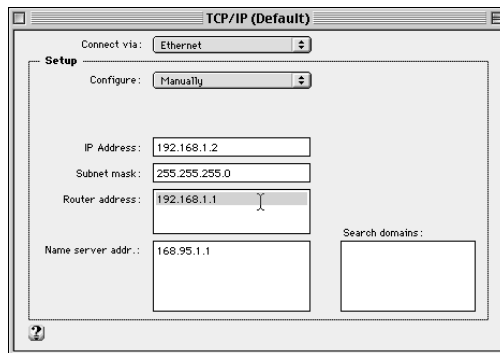 TCP/IP (Default)
Connect via: Ethernet
Setup
Configure: Manually
IP Address: 192.168.1.2
Subnet mask: 255.255.255.0
Router address: 192.168.1.1
Search domains:
Name server addr.: 168.95.1.1
?